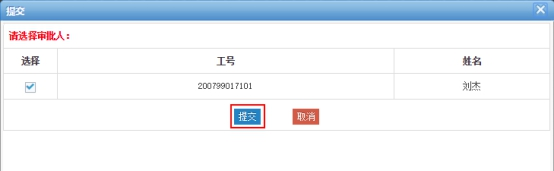 提交
请选择审批人：
选择 工号 姓名
200799017101 刘杰
提交 取消